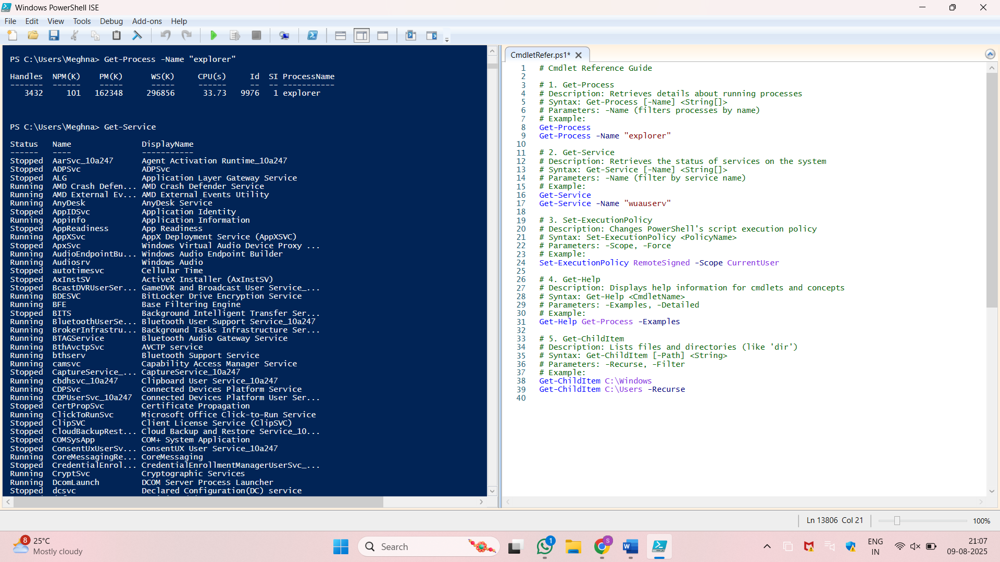 Windows PowerShell ISE
File Edit View Tools Debug Add-ons Help
PS C:\Users\Meghna> Get-Process -Name "explorer"
Handles NPM(K) PM(K) WS(K) CPU(s) Id SI ProcessName
------- ------ ----- ----- ------ -- -- -----------
3432 101 162348 296856 33.73 9976 1 explorer
PS C:\Users\Meghna> Get-Service
Status Name DisplayName
------ ---- -----------
Stopped AarSvc_10a247 Agent Activation Runtime_10a247
Stopped ADPSvc ADPSvc
Stopped ALG Application Layer Gateway Service
Running AMD Crash Defen... AMD Crash Defender Service
Running AMD External Ev... AMD External Events Utility
Running AnyDesk AnyDesk Service
Stopped AppIDSvc Application Identity
Running Appinfo Application Information
Stopped AppReadiness App Readiness
Running AppXSvc AppX Deployment Service (AppXSVC)
Stopped ApxSvc Windows Virtual Audio Device Proxy ...
Running AudioEndpointBu... Windows Audio Endpoint Builder
Running Audiosrv Windows Audio
Stopped autotimesvc Cellular Time
Stopped AxInstSV ActiveX Installer (AxInstSV)
Stopped BcastDVRUserSer... GameDVR and Broadcast User Service_...
Running BDESVC BitLocker Drive Encryption Service
Running BFE Base Filtering Engine
Stopped BITS Background Intelligent Transfer Ser...
Running BluetoothUserSe... Bluetooth User Support Service_10a247
Running BrokerInfrastru... Background Tasks Infrastructure Ser...
Running BTAGService Bluetooth Audio Gateway Service
Running BthAvctpSvc AVCTP service
Running bthserv Bluetooth Support Service
Running camsvc Capability Access Manager Service
Stopped CaptureService_... CaptureService_10a247
Running cbdhsvc_10a247 Clipboard User Service_10a247
Running CDPSvc Connected Devices Platform Service
Running CDPUserSvc_10a247 Connected Devices Platform User Ser...
Stopped CertPropSvc Certificate Propagation
Running ClickToRunSvc Microsoft Office Click-to-Run Service
Stopped ClipSVC Client License Service (ClipSVC)
Stopped CloudBackupRest... Cloud Backup and Restore Service_10...
Stopped COMSysApp COM+ System Application
Stopped ConsentUxUserSv... ConsentUX User Service_10a247
Running CoreMessagingRe... CoreMessaging
Stopped CredentialEnrol... CredentialEnrollmentManagerUserSvc_...
Running CryptSvc Cryptographic Services
Running DcomLaunch DCOM Server Process Launcher
Stopped dcsvc Declared Configuration(DC) service
CmdletRefer.ps1*
1 # Cmdlet Reference Guide
2
3 # 1. Get-Process
4 # Description: Retrieves details about running processes
5 # Syntax: Get-Process [-Name] <String[]>
6 # Parameters: -Name (filters processes by name)
7 # Example:
8 Get-Process
9 Get-Process -Name "explorer"
10
11 # 2. Get-Service
12 # Description: Retrieves the status of services on the system
13 # Syntax: Get-Service [-Name] <String[]>
14 # Parameters: -Name (filter by service name)
15 # Example:
16 Get-Service
17 Get-Service -Name "wuauserv"
18
19 # 3. Set-ExecutionPolicy
20 # Description: Changes PowerShell's script execution policy
21 # Syntax: Set-ExecutionPolicy <PolicyName>
22 # Parameters: -Scope, -Force
23 # Example:
24 Set-ExecutionPolicy RemoteSigned -Scope CurrentUser
25
26 # 4. Get-Help
27 # Description: Displays help information for cmdlets and concepts
28 # Syntax: Get-Help <CmdletName>
29 # Parameters: -Examples, -Detailed
30 # Example:
31 Get-Help Get-Process -Examples
32
33 # 5. Get-ChildItem
34 # Description: Lists files and directories (like 'dir')
35 # Syntax: Get-ChildItem [-Path] <String>
36 # Parameters: -Recurse, -Filter
37 # Example:
38 Get-ChildItem C:\Windows
39 Get-ChildItem C:\Users -Recurse
40
Ln 13806 Col 21 100%
8 25°C
Mostly cloudy
Search
1
S
W
ENG
IN
21:07
09-08-2025